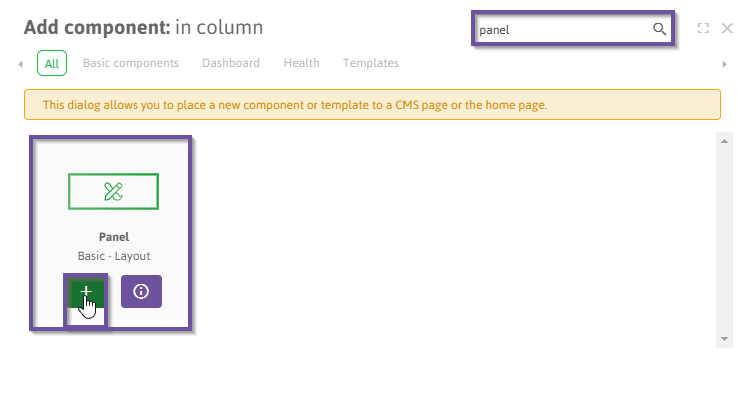 Add component: in column
panel
All
Basic components
Dashboard
Health
Templates
This dialog allows you to place a new component or template to a CMS page or the home page.
Panel
Basic - Layout